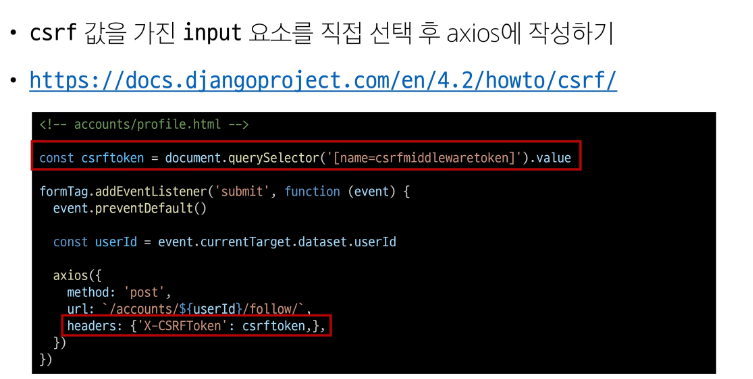 • csrf 값을 가진 input 요소를 직접 선택 후 axios에 작성하기
• https://docs.djangoproject.com/en/4.2/howto/csrf/
<!-- accounts/profile.html -->
const csrftoken = document.querySelector('[name=csrfmiddlewaretoken]').value
formTag.addEventListener('submit', function (event) {
event.preventDefault()
const userId = event.currentTarget.dataset.userId
axios({
method: 'post',
url: `/accounts/${userId}/follow/`,
headers: {'X-CSRFToken': csrftoken,},
})
})